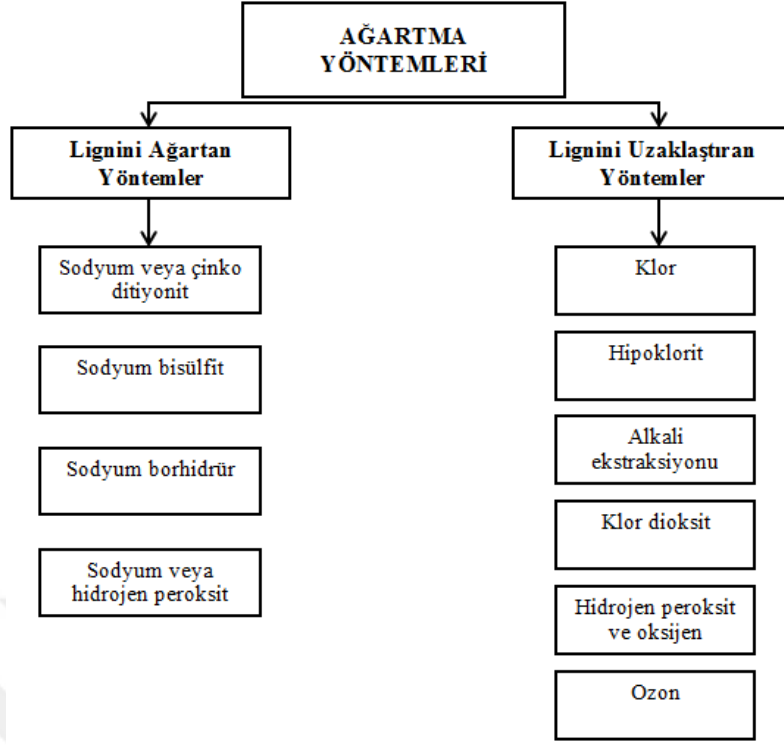 AĞARTMA
YÖNTEMLERİ
Lignini Ağartan
Yöntemler
Sodyum veya çinko
ditiyonit
Sodyum bisülfit
Sodyum borhidrür
Sodyum veya
hidrojen peroksit
Lignini Uzaklaştıran
Yöntemler
Klor
Hipoklorit
Alkali
ekstraksiyonu
Klor dioksit
Hidrojen peroksit
ve oksijen
Ozon